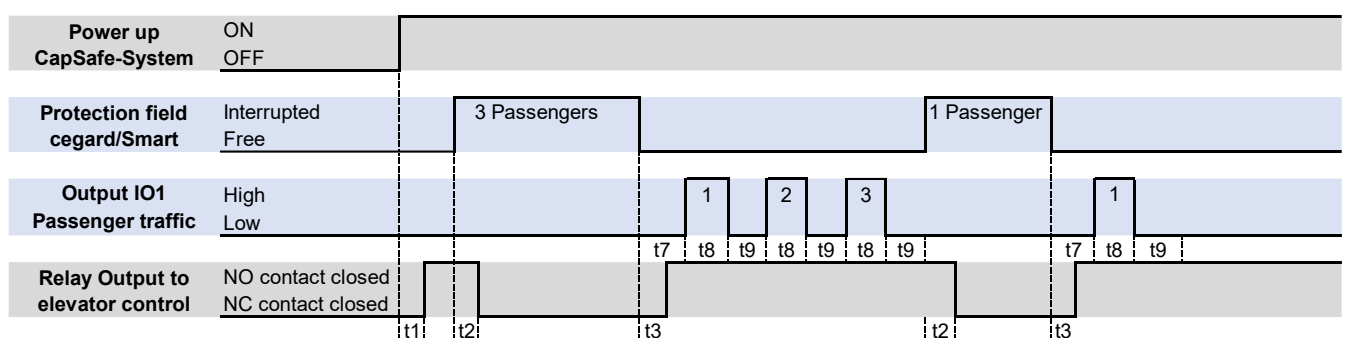 Power up
CapSafe-System
ON
OFF
Protection field
cegard/Smart
Interrupted
Free
3 Passengers
1 Passenger
Output IO1
Passenger traffic
High
Low
1
2
3
1
t7 t8 t9 t8 t9 t8 t9 t7 t8 t9
Relay Output to
elevator control
NO contact closed
NC contact closed
t1 t2 t3 t2 t3